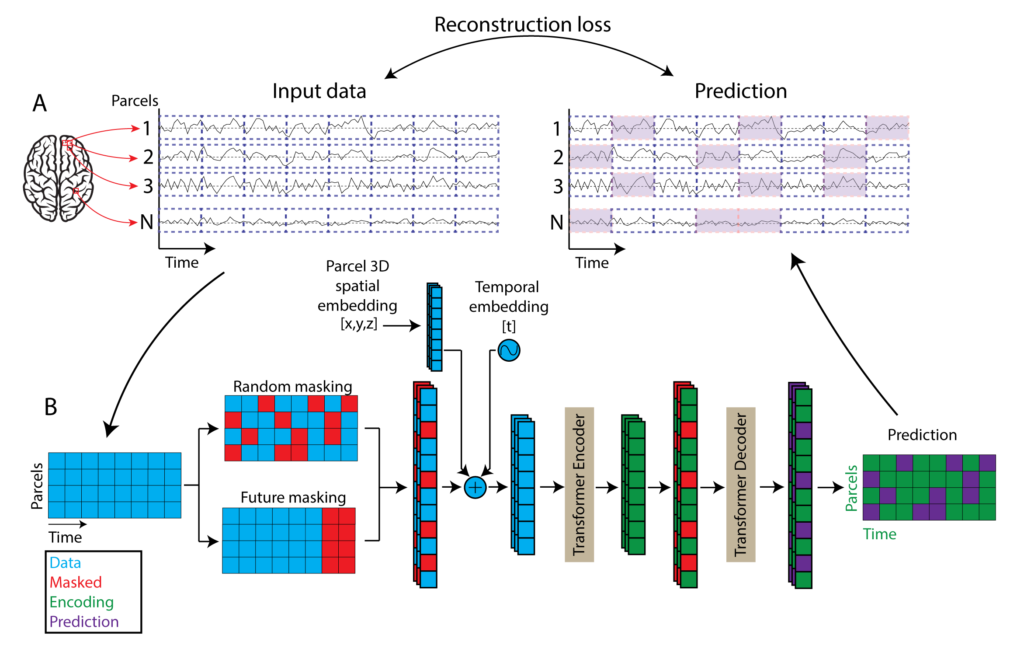 Reconstruction loss
A
Parcels
Input data
Prediction
1
2
3
N
Time
1
2
3
N
Time
Parcel 3D
spatial
embedding
[x,y,z]
Temporal
embedding
[t]
B
Random masking
Future masking
Parcels
Time
Transformer Encoder
Transformer Decoder
Prediction
Parcels
Time
Data
Masked
Encoding
Prediction